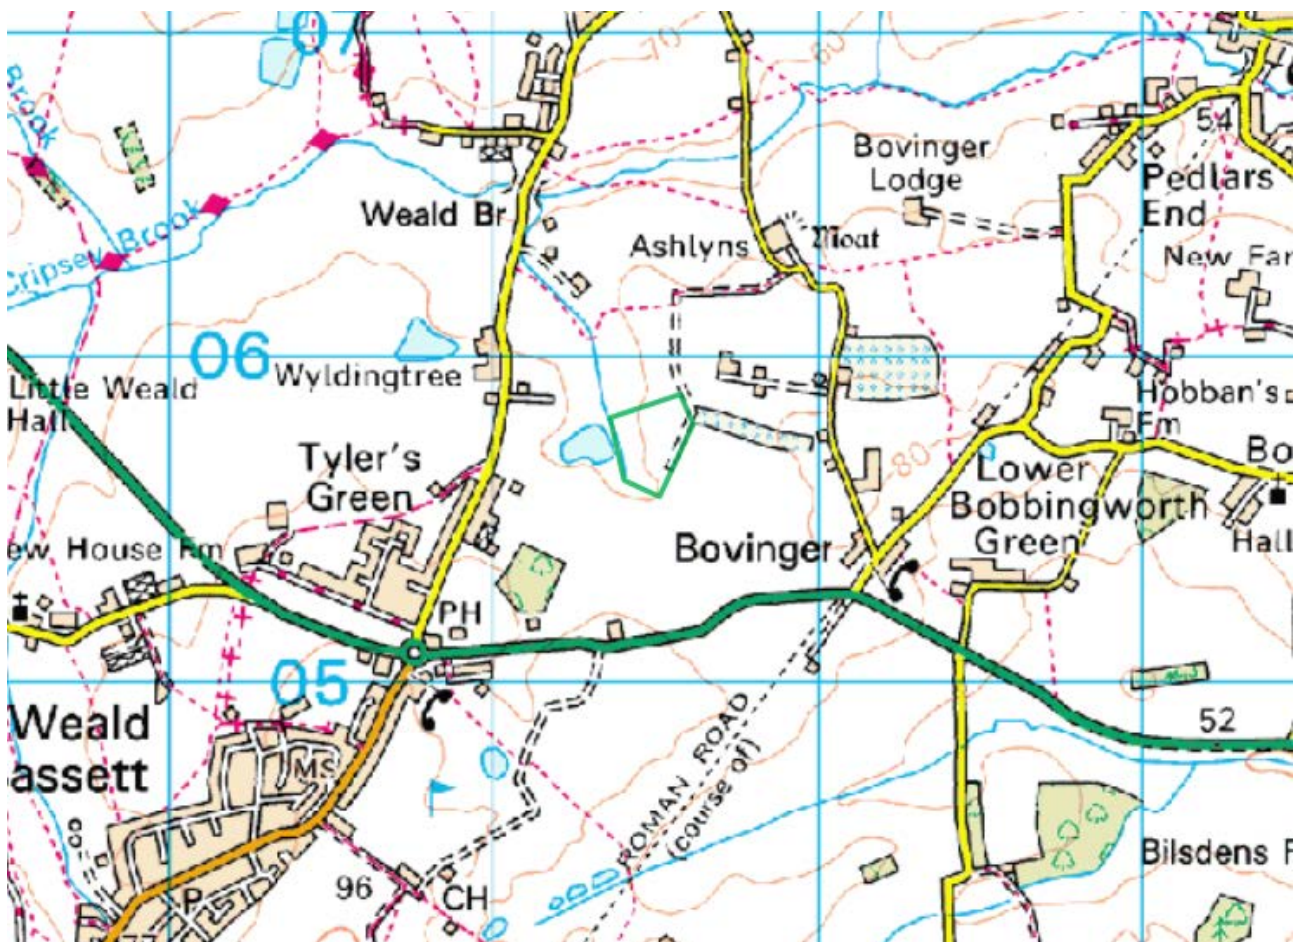 07
70
80
Brook
54
Bovinger
Lodge
Pedlars
End
Weald Br
Cripsey Brook
Ashlyns
Moat
New Far
06
Wyldingtree
Little Weald
Hall
Hobban's
Fm
Tyler's
Green
80
Lower
Bobbingworth
Green
Bo
Hall
ew House Fm
Bovinger
PH
05
Weald
assett
MS
ROMAN ROAD
(course of)
52
96
CH
P
Bilsdens F